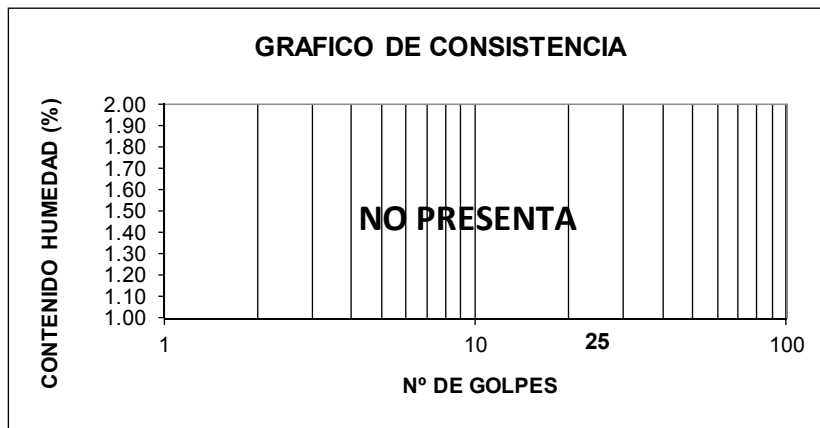 GRAFICO DE CONSISTENCIA
CONTENIDO HUMEDAD (%)
2.00
1.90
1.80
1.70
1.60
1.50
1.40
1.30
1.20
1.10
1.00
NO PRESENTA
1 10 25 100
Nº DE GOLPES